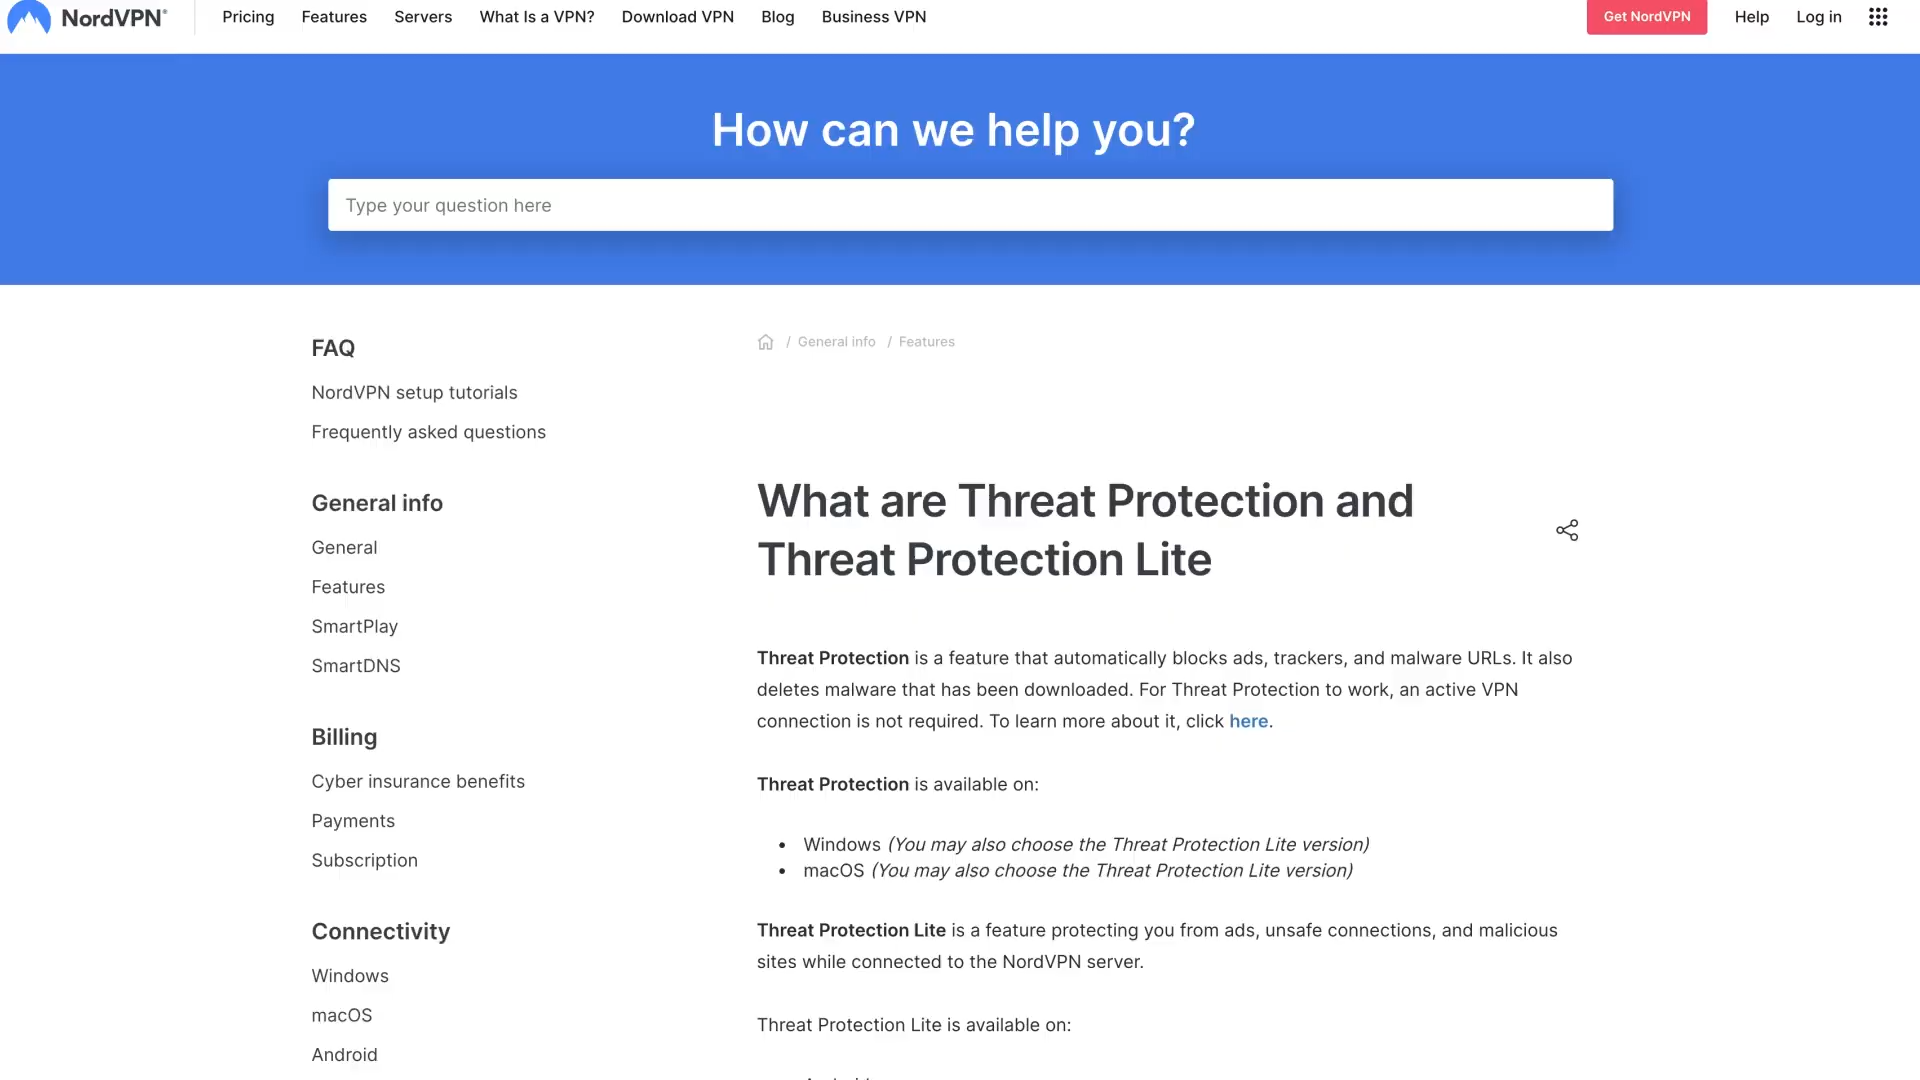 NordVPN®
Pricing
Features
Servers
What Is a VPN?
Download VPN
Blog
Business VPN
Get NordVPN
Help
Log in
How can we help you?
Type your question here
FAQ
NordVPN setup tutorials
Frequently asked questions
General info
General
Features
SmartPlay
SmartDNS
Billing
Cyber insurance benefits
Payments
Subscription
Connectivity
Windows
macOS
Android
/ General info / Features
What are Threat Protection and
Threat Protection Lite
Threat Protection is a feature that automatically blocks ads, trackers, and malware URLs. It also
deletes malware that has been downloaded. For Threat Protection to work, an active VPN
connection is not required. To learn more about it, click here.
Threat Protection is available on:
• Windows (You may also choose the Threat Protection Lite version)
• macOS (You may also choose the Threat Protection Lite version)
Threat Protection Lite is a feature protecting you from ads, unsafe connections, and malicious
sites while connected to the NordVPN server.
Threat Protection Lite is available on: